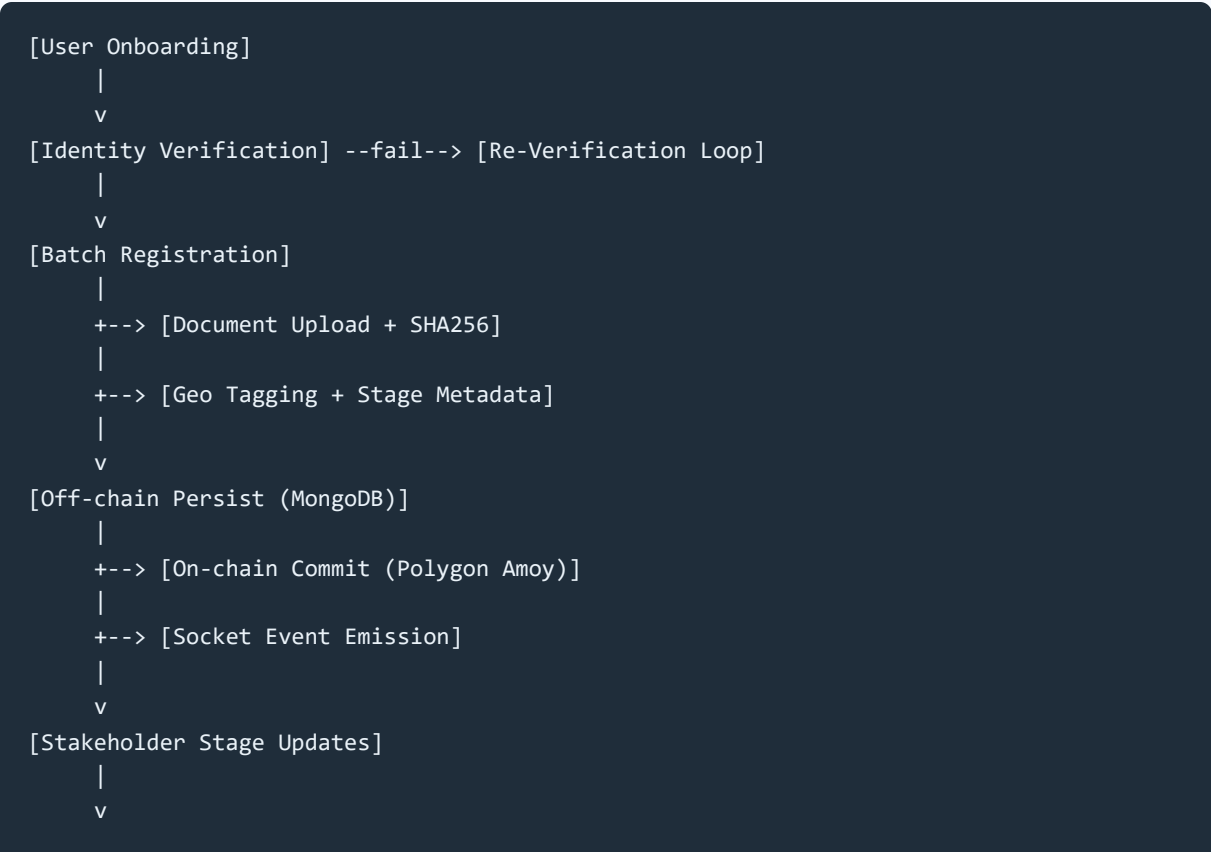 [User Onboarding]
     |
     v
[Identity Verification] --fail--> [Re-Verification Loop]
     |
     v
[Batch Registration]
     |
     +--> [Document Upload + SHA256]
     |
     +--> [Geo Tagging + Stage Metadata]
     |
     v
[Off-chain Persist (MongoDB)]
     |
     +--> [On-chain Commit (Polygon Amoy)]
     |
     +--> [Socket Event Emission]
     |
     v
[Stakeholder Stage Updates]
     |
     v